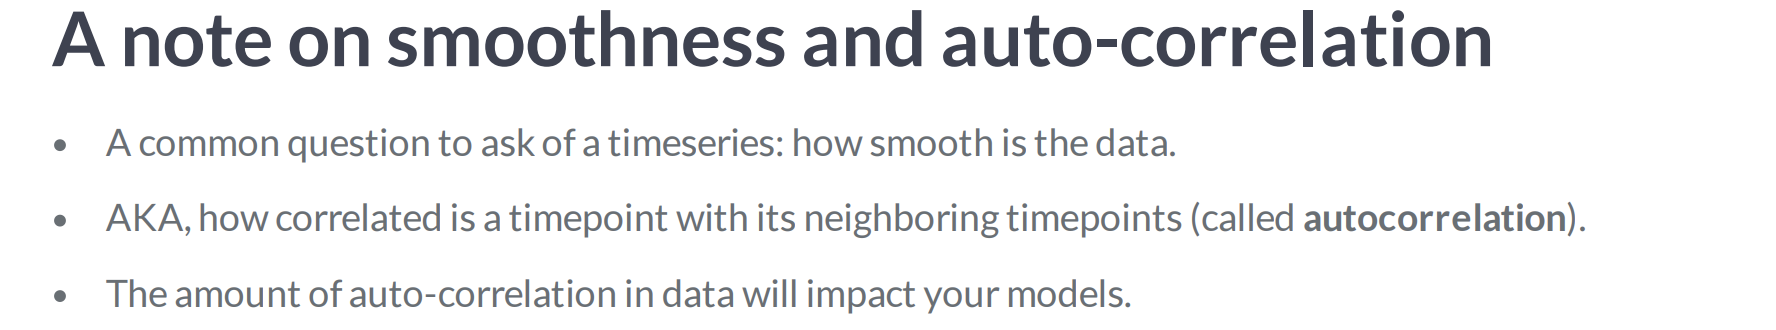 A note on smoothness and auto-correlation
• A common question to ask of a timeseries: how smooth is the data.
• AKA, how correlated is a timepoint with its neighboring timepoints (called autocorrelation).
• The amount of auto-correlation in data will impact your models.